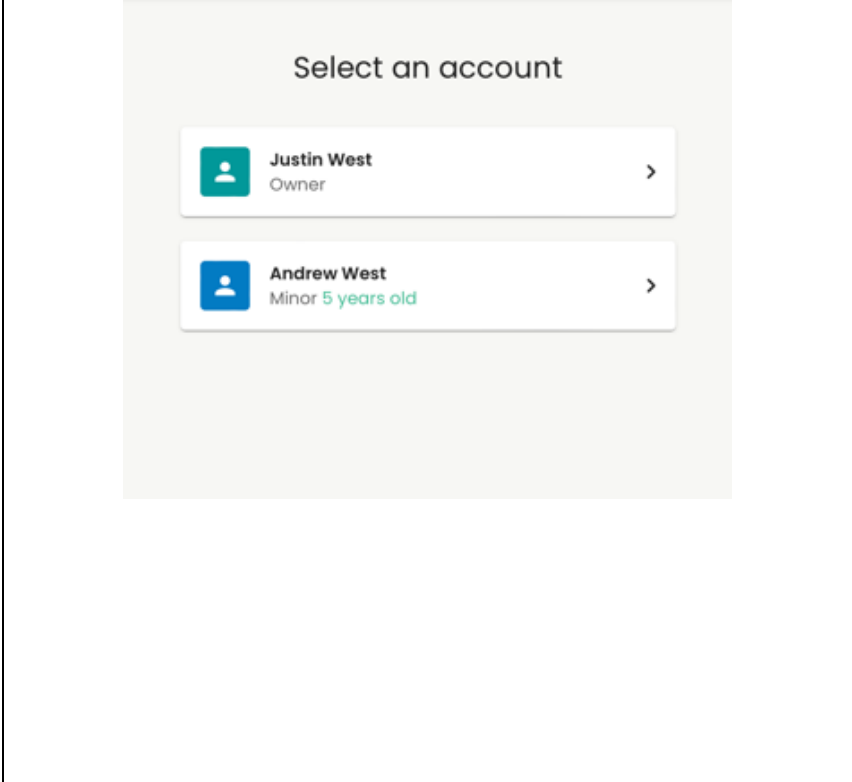 Select an account
Justin West
Owner
Andrew West
Minor 5 years old